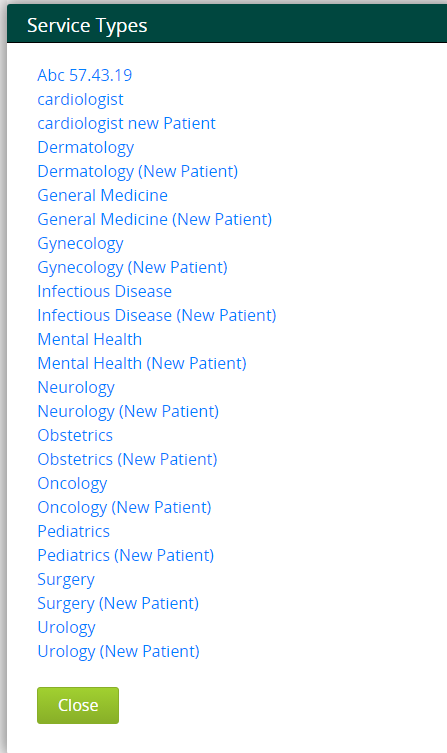 Service Types
Abc 57.43.19
cardiologist
cardiologist new Patient
Dermatology
Dermatology (New Patient)
General Medicine
General Medicine (New Patient)
Gynecology
Gynecology (New Patient)
Infectious Disease
Infectious Disease (New Patient)
Mental Health
Mental Health (New Patient)
Neurology
Neurology (New Patient)
Obstetrics
Obstetrics (New Patient)
Oncology
Oncology (New Patient)
Pediatrics
Pediatrics (New Patient)
Surgery
Surgery (New Patient)
Urology
Urology (New Patient)
Close